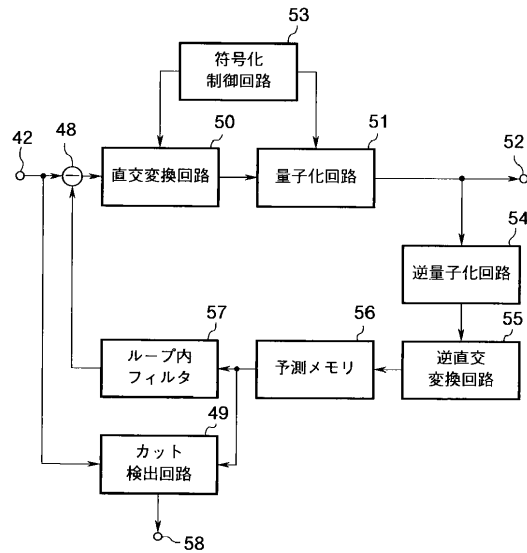 53
符号化
制御回路
42
48
50
直交変換回路
51
量子化回路
52
54
逆量子化回路
57
ループ内
フィルタ
56
予測メモリ
55
逆直交
変換回路
49
カット
検出回路
58